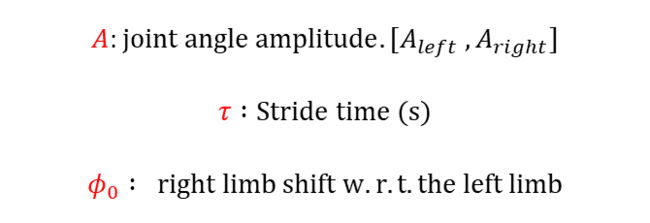 A: joint angle amplitude. [A_left , A_right]
τ : Stride time (s)
ϕ₀ : right limb shift w. r. t. the left limb